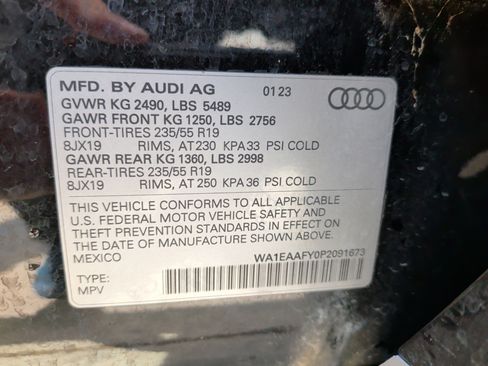 MFD. BY AUDI AG 01 23
GVWR KG 2490, LBS 5489
GAWR FRONT KG 1250, LBS 2756
FRONT-TIRES 235/55 R19
8JX19 RIMS, AT 230 KPA 33 PSI COLD
GAWR REAR KG 1360, LBS 2998
REAR-TIRES 235/55 R19
8JX19 RIMS, AT 250 KPA 36 PSI COLD
THIS VEHICLE CONFORMS TO ALL APPLICABLE
U.S. FEDERAL MOTOR VEHICLE SAFETY AND
THEFT PREVENTION STANDARDS IN EFFECT ON
THE DATE OF MANUFACTURE SHOWN ABOVE.
MEXICO
WA1EAAFY0P2091673
TYPE:
MPV